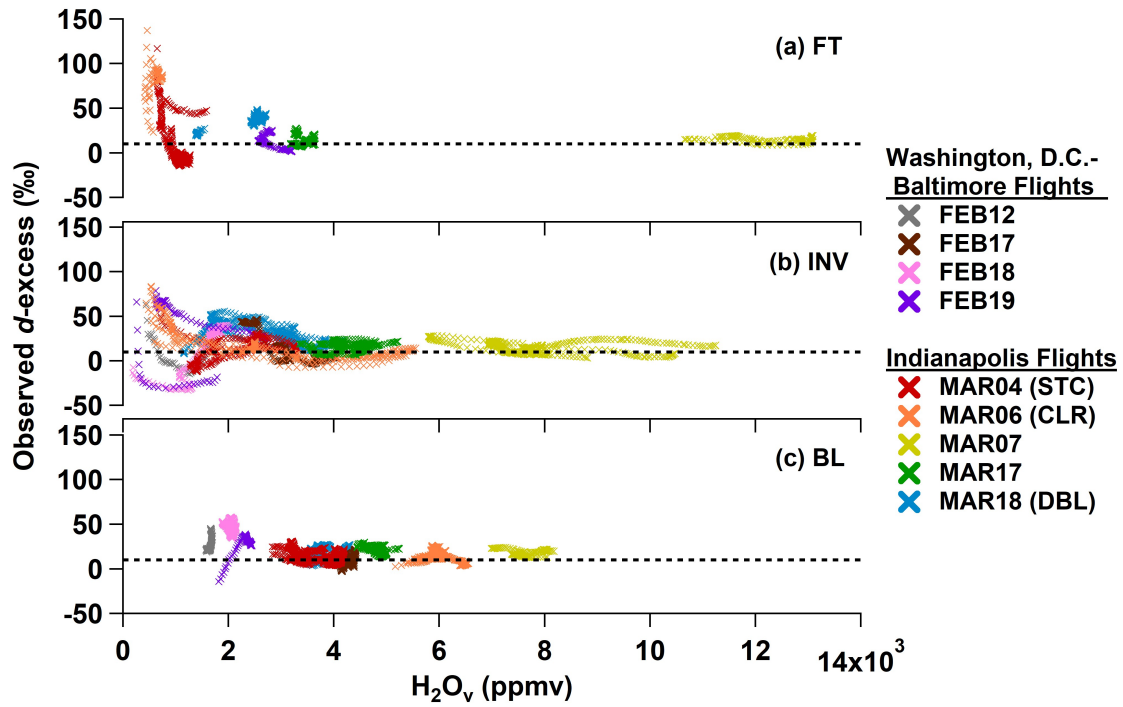 150
100
50
0
-50
(a) FT
150
100
50
0
-50
(b) INV
150
100
50
0
-50
(c) BL
0
2
4
6
8
10
12
14x10³
H₂Oᵥ (ppmv)
Observed d-excess (‰)
Washington, D.C.-
Baltimore Flights
FEB12
FEB17
FEB18
FEB19
Indianapolis Flights
MAR04 (STC)
MAR06 (CLR)
MAR07
MAR17
MAR18 (DBL)